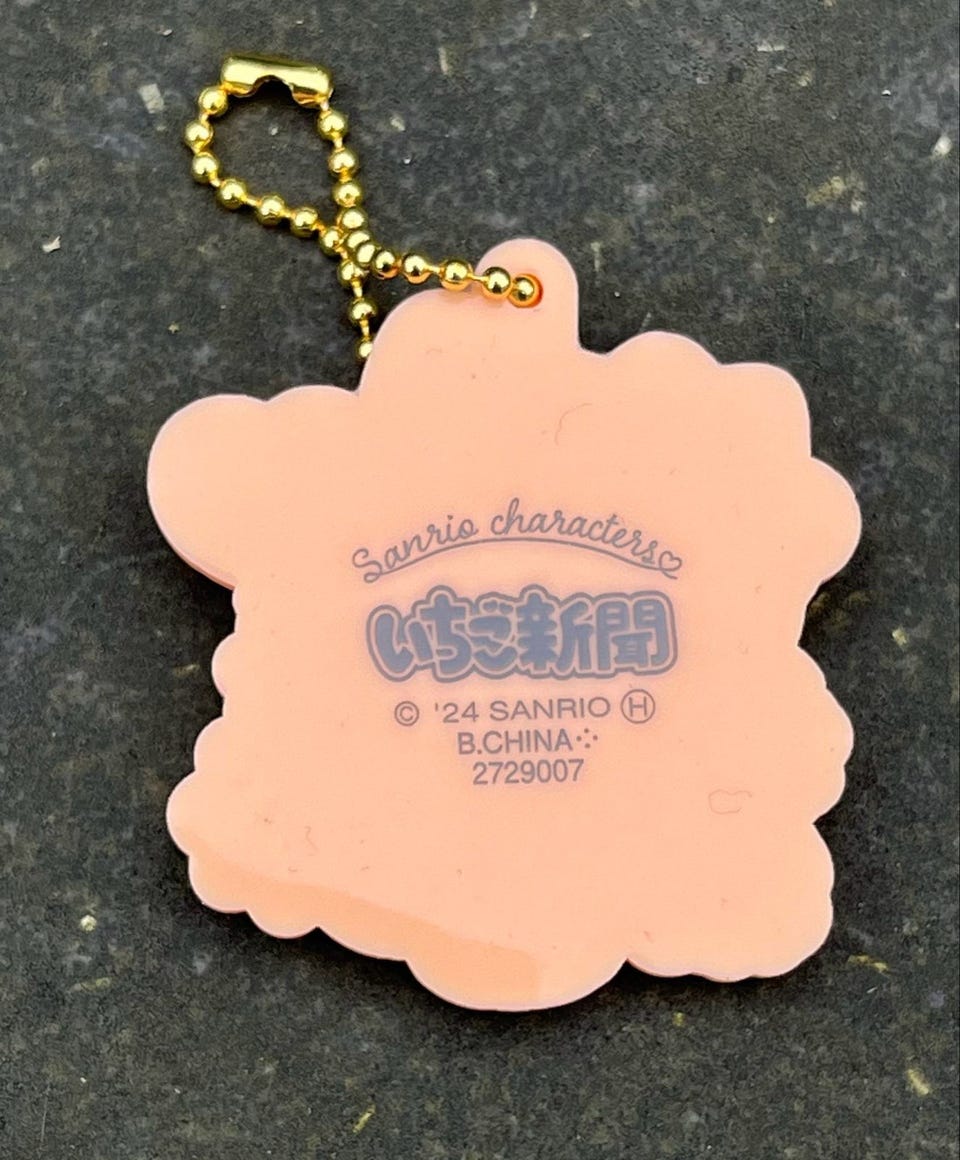 Sanrio characters♡
いちご新聞
© '24 SANRIO Ⓗ
B.CHINA⁘
2729007